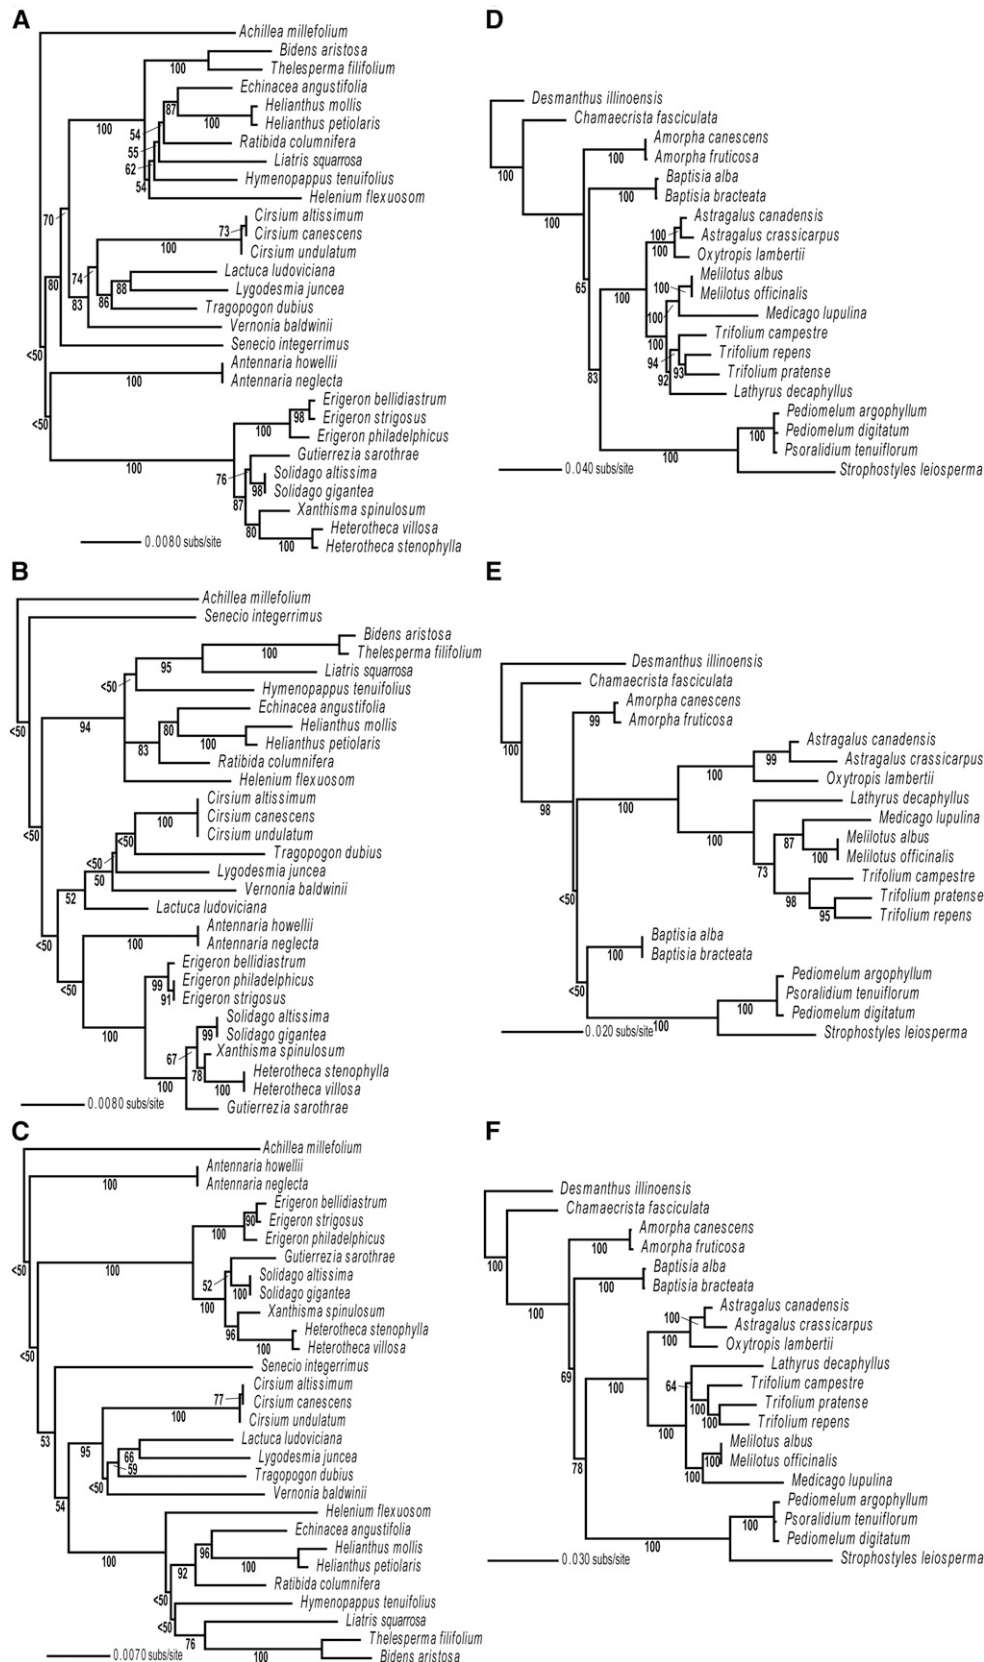 A
Achillea millefolium
Bidens aristosa
100
Thelesperma filifolium
Echinacea angustifolia
87
Helianthus mollis
100
Helianthus petiolaris
100
54
Ratibida columnifera
55
Liatris squarrosa
62
Hymenopappus tenuifolius
54
Helenium flexuosom
70
Cirsium altissimum
73
Cirsium canescens
100
Cirsium undulatum
74
Lactuca ludoviciana
80
88
Lygodesmia juncea
83
86
Tragopogon dubius
Vernonia baldwinii
Senecio integerrimus
<50
Antennaria howellii
100
Antennaria neglecta
Erigeron bellidiastrum
98
Erigeron strigosus
<50
100
Erigeron philadelphicus
100
Gutierrezia sarothrae
76
Solidago altissima
98
Solidago gigantea
87
Xanthisma spinulosum
80
Heterotheca villosa
100
Heterotheca stenophylla
0.0080 subs/site
B
Achillea millefolium
Senecio integerrimus
Bidens aristosa
100
Thelesperma filifolium
95
Liatris squarrosa
<50
Hymenopappus tenuifolius
Echinacea angustifolia
94
80
Helianthus mollis
<50
100
Helianthus petiolaris
83
Ratibida columnifera
Helenium flexuosom
Cirsium altissimum
100
Cirsium canescens
<50
Cirsium undulatum
<50
Tragopogon dubius
<50
Lygodesmia juncea
50
Vernonia baldwinii
52
Lactuca ludoviciana
Antennaria howellii
<50
100
Antennaria neglecta
Erigeron bellidiastrum
<50
99
Erigeron philadelphicus
91
Erigeron strigosus
100
Solidago altissima
99
Solidago gigantea
67
Xanthisma spinulosum
78
Heterotheca stenophylla
100
100
Heterotheca villosa
0.0080 subs/site
Gutierrezia sarothrae
C
Achillea millefolium
Antennaria howellii
100
Antennaria neglecta
Erigeron bellidiastrum
90
Erigeron strigosus
100
Erigeron philadelphicus
<50
100
Gutierrezia sarothrae
52
Solidago altissima
100
Solidago gigantea
100
Xanthisma spinulosum
96
Heterotheca stenophylla
100
Heterotheca villosa
<50
Senecio integerrimus
Cirsium altissimum
77
Cirsium canescens
100
Cirsium undulatum
53
95
Lactuca ludoviciana
66
Lygodesmia juncea
59
Tragopogon dubius
<50
Vernonia baldwinii
54
Helenium flexuosom
Echinacea angustifolia
96
Helianthus mollis
100
100
Helianthus petiolaris
92
Ratibida columnifera
<50
Hymenopappus tenuifolius
<50
Liatris squarrosa
76
Thelesperma filifolium
100
0.0070 subs/site
Bidens aristosa
D
Desmanthus illinoensis
Chamaecrista fasciculata
Amorpha canescens
100
Amorpha fruticosa
100
Baptisia alba
100
Baptisia bracteata
100
Astragalus canadensis
100
Astragalus crassicarpus
100
Oxytropis lambertii
65
Melilotus albus
100
100
Melilotus officinalis
100
Medicago lupulina
Trifolium campestre
100
Trifolium repens
94
93
Trifolium pratense
83
92
Lathyrus decaphyllus
Pediomelum argophyllum
100
Pediomelum digitatum
100
Psoralidium tenuiflorum
0.040 subs/site
Strophostyles leiosperma
E
Desmanthus illinoensis
Chamaecrista fasciculata
Amorpha canescens
99
Amorpha fruticosa
100
Astragalus canadensis
99
Astragalus crassicarpus
100
Oxytropis lambertii
98
100
Lathyrus decaphyllus
Medicago lupulina
100
87
Melilotus albus
100
Melilotus officinalis
73
Trifolium campestre
<50
98
Trifolium pratense
95
Trifolium repens
Baptisia alba
100
Baptisia bracteata
Pediomelum argophyllum
<50
Psoralidium tenuiflorum
100
Pediomelum digitatum
0.020 subs/site
100
Strophostyles leiosperma
F
Desmanthus illinoensis
Chamaecrista fasciculata
Amorpha canescens
100
Amorpha fruticosa
100
Baptisia alba
100
Baptisia bracteata
100
Astragalus canadensis
100
Astragalus crassicarpus
100
Oxytropis lambertii
69
Lathyrus decaphyllus
100
64
Trifolium campestre
100
Trifolium pratense
100
Trifolium repens
100
Melilotus albus
100
Melilotus officinalis
78
100
Medicago lupulina
Pediomelum argophyllum
100
Psoralidium tenuiflorum
100
Pediomelum digitatum
0.030 subs/site
Strophostyles leiosperma